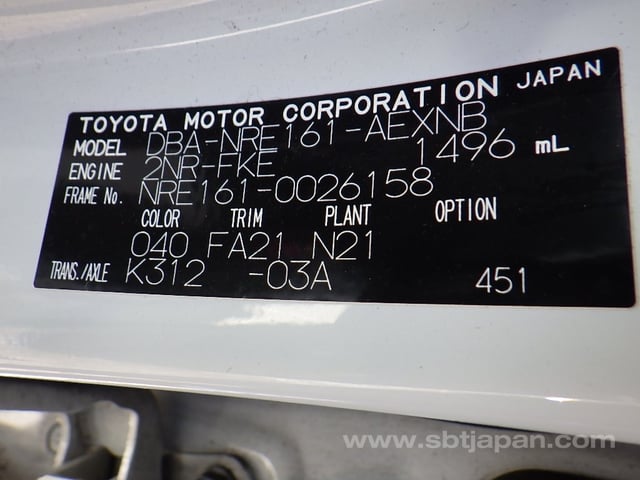 TOYOTA MOTOR CORPORATION JAPAN
MODEL DBA-NRE161-AEXNB
ENGINE 2NR-FKE 1496 mL
FRAME No. NRE161-0026158
COLOR TRIM PLANT OPTION
040 FA21 N21
TRANS./AXLE K312 -03A 451
www.sbtjapan.com